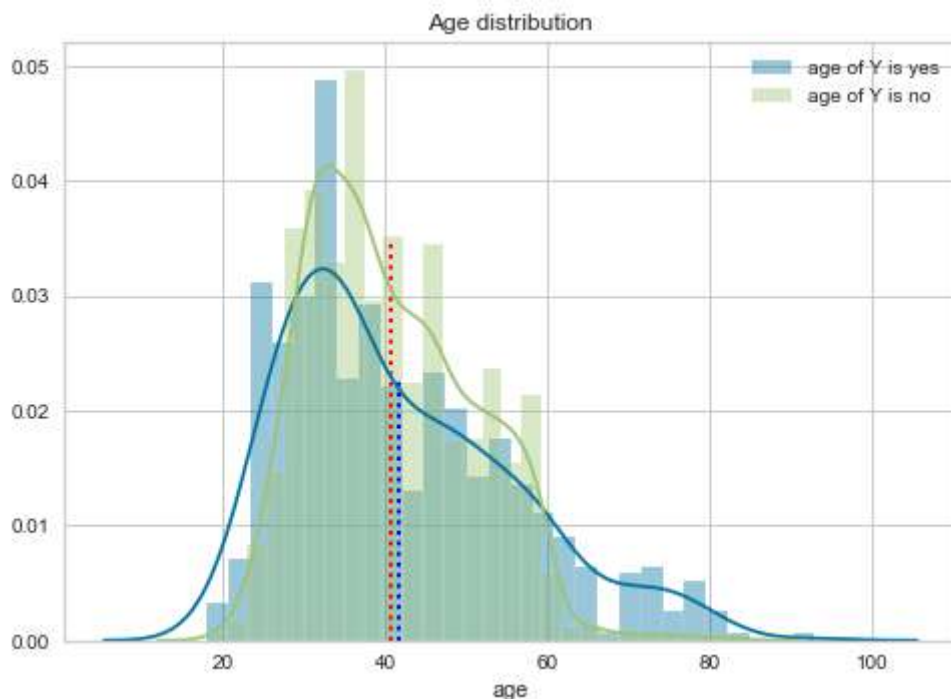 Age distribution
age of Y is yes
age of Y is no
0.05
0.04
0.03
0.02
0.01
0.00
20 40 60 80 100
age